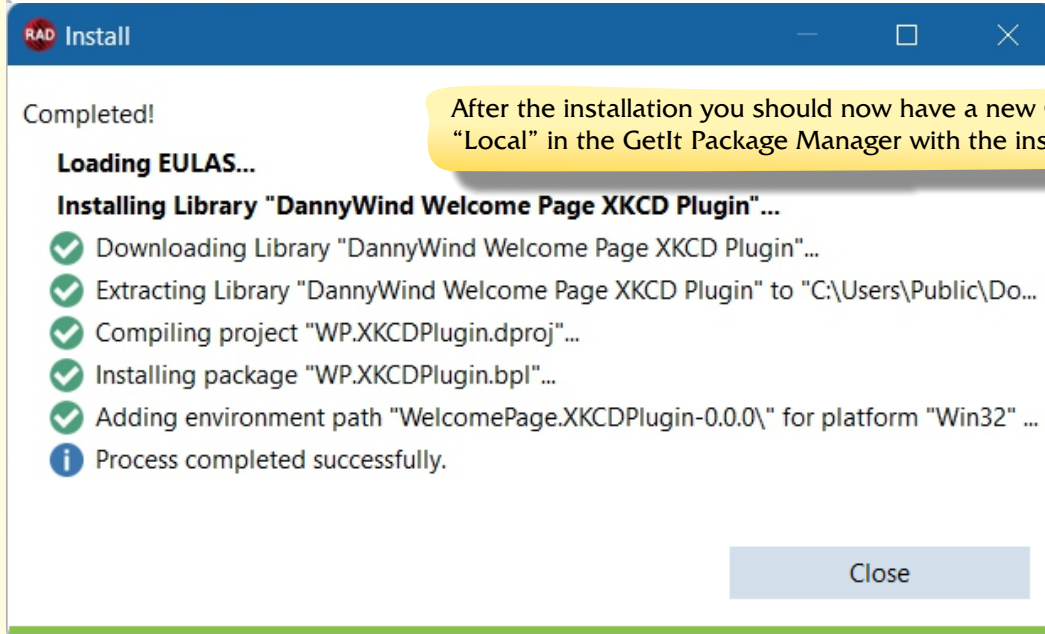 RAD Install
Completed!
After the installation you should now have a new
"Local" in the GetIt Package Manager with the
Loading EULAS...
Installing Library "DannyWind Welcome Page XKCD Plugin"...
Downloading Library "DannyWind Welcome Page XKCD Plugin"...
Extracting Library "DannyWind Welcome Page XKCD Plugin" to "C:\Users\Public\Do...
Compiling project "WP.XKCDPlugin.dproj"...
Installing package "WP.XKCDPlugin.bpl"...
Adding environment path "WelcomePage.XKCDPlugin-0.0.0\" for platform "Win32" ...
Process completed successfully.
Close